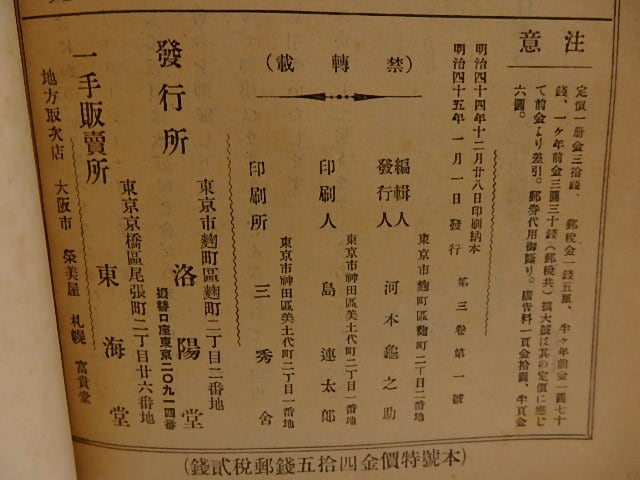 注意
定價一册金三拾錢、郵稅金一錢五厘、半ヶ年前金一圓七十
錢、一ヶ年前金三圓三十錢(郵稅共)擴大號は其の定價に應じ
て前金より差引。郵劵代用御斷り。廣告料一頁金拾圓、半頁金
六圓。
明治四十四年十二月廿八日印刷納本
明治四十五年一月一日發行 第三卷第一號
(禁轉載)
東京市麴町區麴町二丁目二番地
編輯人
發行人 河本龜之助
東京市神田區美土代町二丁目一番地
印刷人 島連太郎
東京市神田區美土代町二丁目一番地
印刷所 三秀舍
東京市麴町區麴町二丁目二番地
發行所 洛陽堂
振替口座東京二〇九一四番
東京京橋區尾張町二丁目廿六番地
一手販賣所 東海堂
地方取次店 大阪市 榮美屋 札幌 富貴堂
(本號特價金四拾五錢郵稅貳錢)